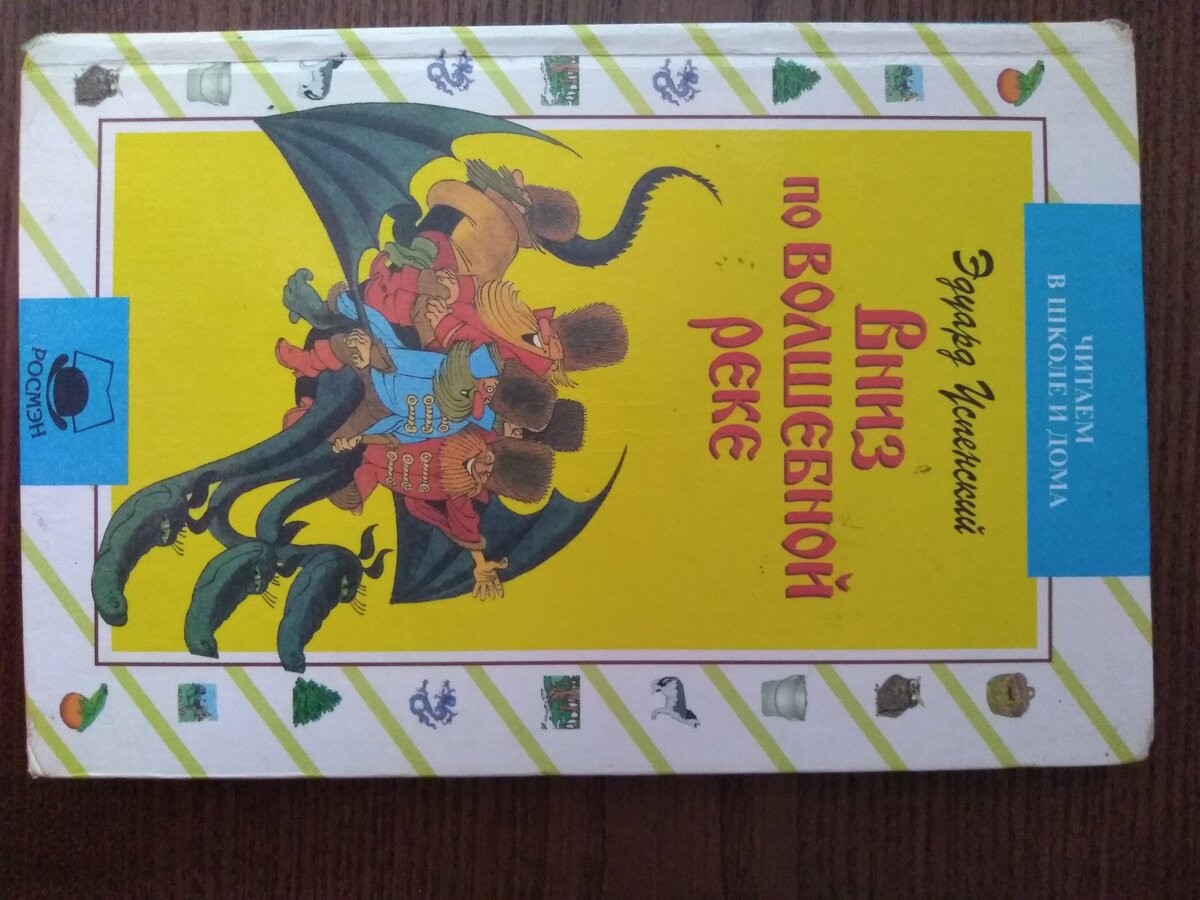 ЧИТАЕМ
В ШКОЛЕ И ДОМА
Эдуард Успенский
ВНИЗ
ПО ВОЛШЕБНОЙ
РЕКЕ
РОСМЭН